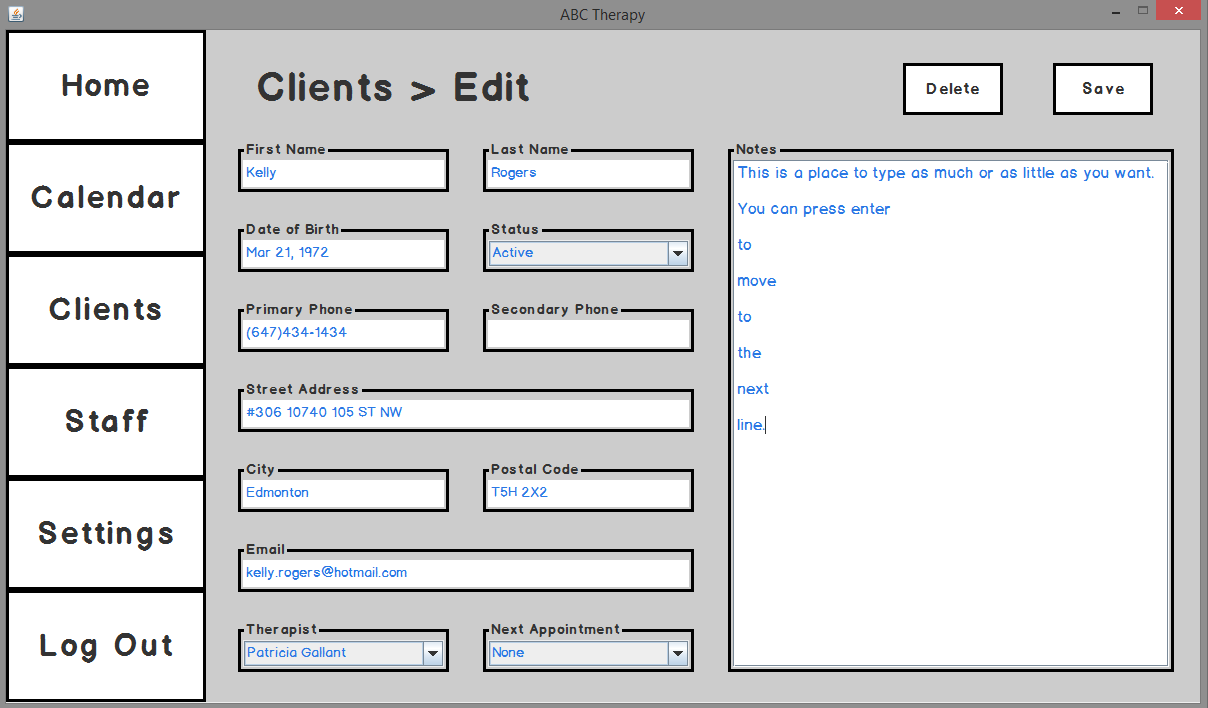 ABC Therapy
Home
Calendar
Clients
Staff
Settings
Log Out
Clients > Edit
Delete
Save
First Name
Kelly
Last Name
Rogers
Date of Birth
Mar 21, 1972
Status
Active
Primary Phone
(647)434-1434
Secondary Phone
Street Address
#306 10740 105 ST NW
City
Edmonton
Postal Code
T5H 2X2
Email
kelly.rogers@hotmail.com
Therapist
Patricia Gallant
Next Appointment
None
Notes
This is a place to type as much or as little as you want.
You can press enter
to
move
to
the
next
line.